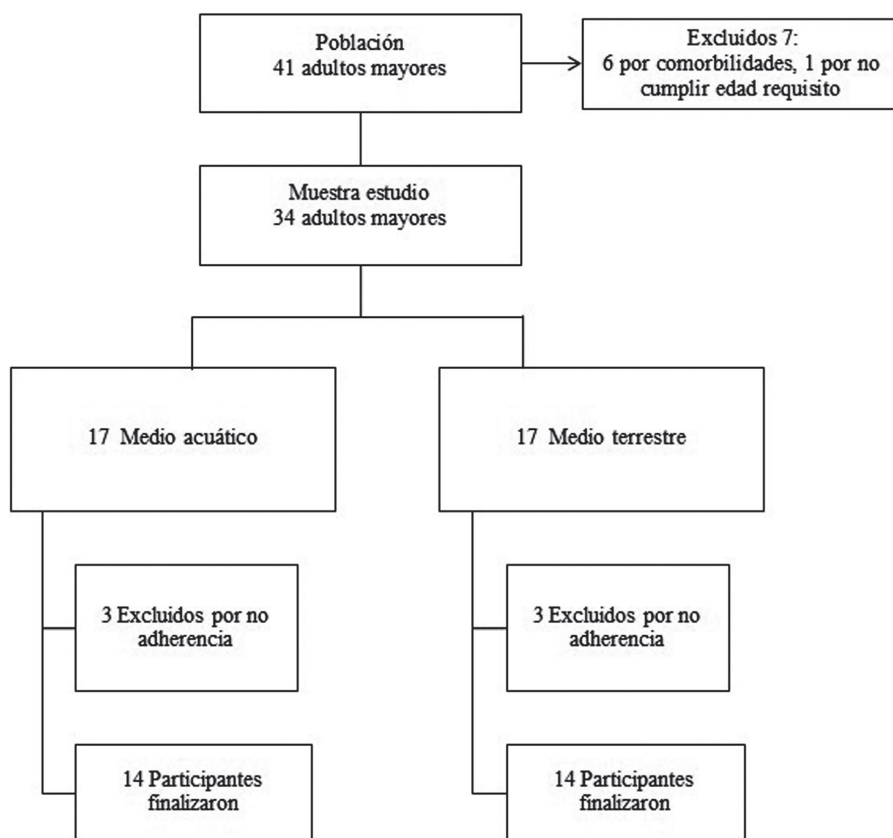 Población
41 adultos mayores
Excluidos 7:
6 por comorbilidades, 1 por no
cumplir edad requisito
Muestra estudio
34 adultos mayores
17 Medio acuático
17 Medio terrestre
3 Excluidos por no
adherencia
3 Excluidos por no
adherencia
14 Participantes
finalizaron
14 Participantes
finalizaron